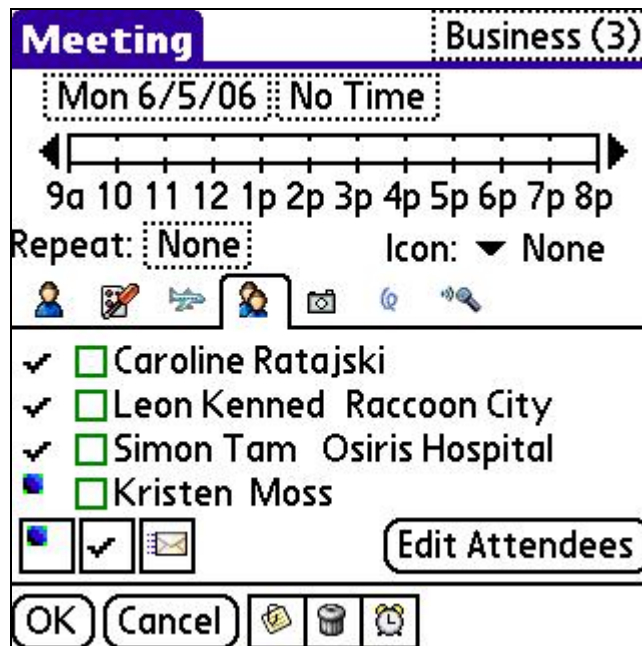 Meeting Business (3)
Mon 6/5/06 No Time
9a 10 11 12 1p 2p 3p 4p 5p 6p 7p 8p
Repeat: None Icon: None
Caroline Ratajski
Leon Kenned Raccoon City
Simon Tam Osiris Hospital
Kristen Moss
Edit Attendees
OK Cancel